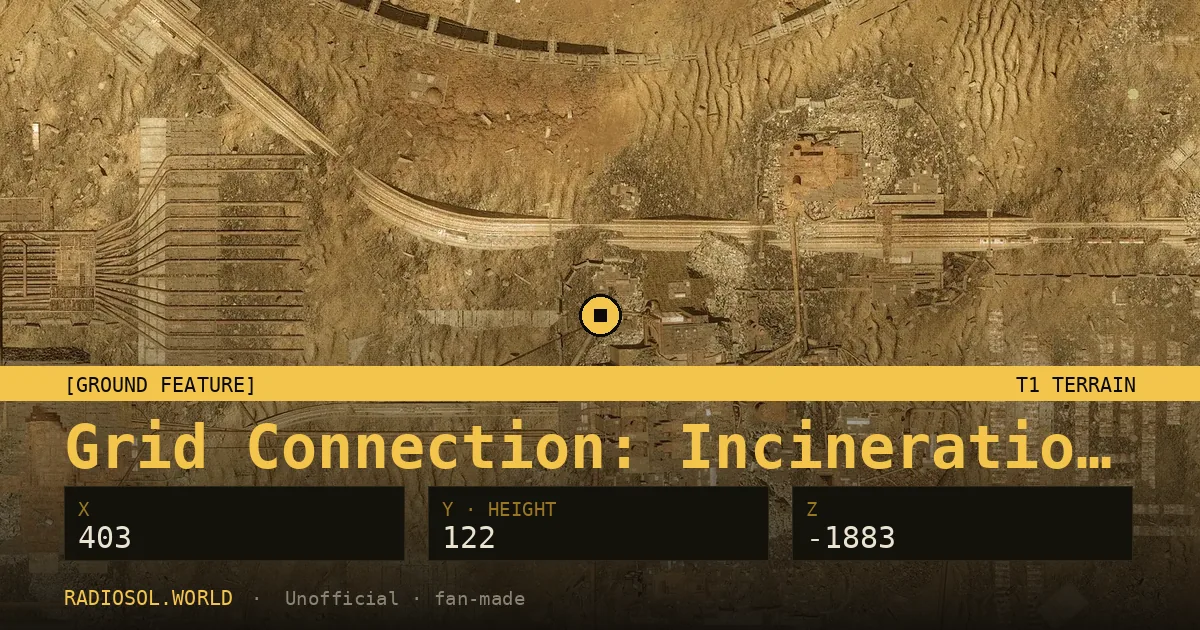 [GROUND FEATURE] T1 TERRAIN
Grid Connection: Incineratio…
X Y · HEIGHT Z
403 122 -1883
RADIOSOL.WORLD · Unofficial · fan-made